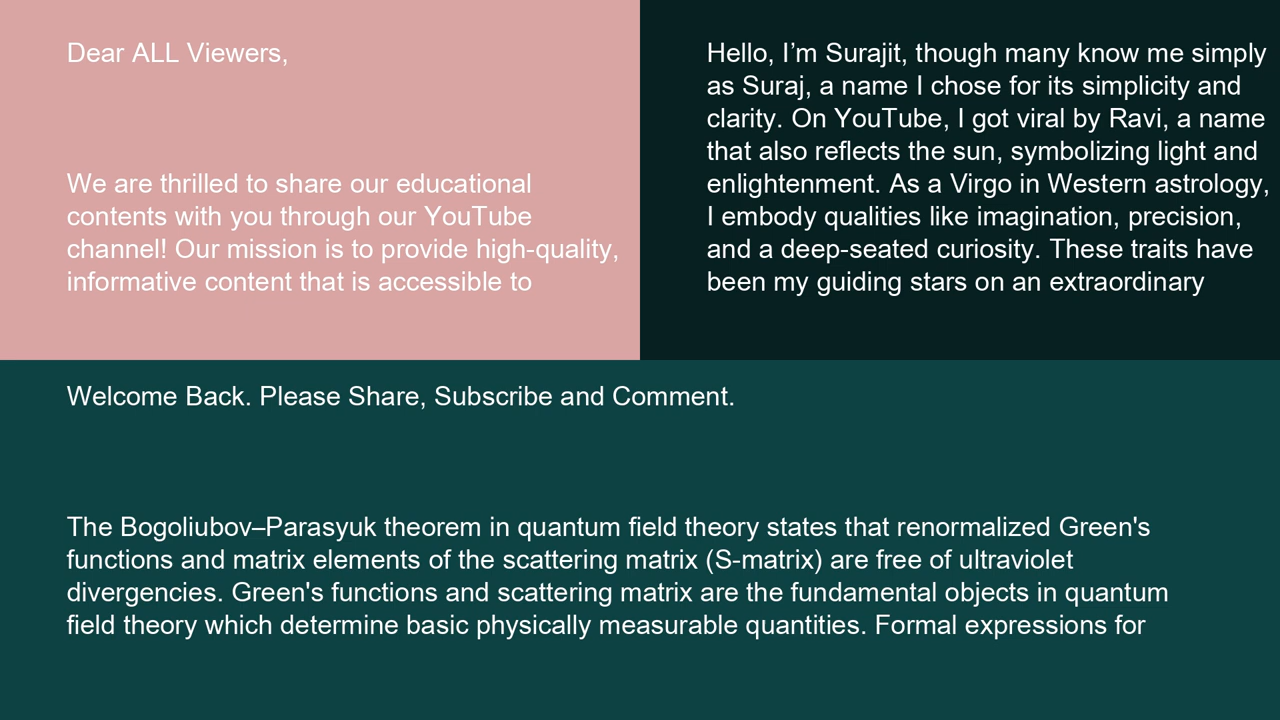 Dear ALL Viewers,
We are thrilled to share our educational
contents with you through our YouTube
channel! Our mission is to provide high-quality,
informative content that is accessible to
Hello, I’m Surajit, though many know me simply
as Suraj, a name I chose for its simplicity and
clarity. On YouTube, I got viral by Ravi, a name
that also reflects the sun, symbolizing light and
enlightenment. As a Virgo in Western astrology,
I embody qualities like imagination, precision,
and a deep-seated curiosity. These traits have
been my guiding stars on an extraordinary
Welcome Back. Please Share, Subscribe and Comment.
The Bogoliubov–Parasyuk theorem in quantum field theory states that renormalized Green's
functions and matrix elements of the scattering matrix (S-matrix) are free of ultraviolet
divergencies. Green's functions and scattering matrix are the fundamental objects in quantum
field theory which determine basic physically measurable quantities. Formal expressions for